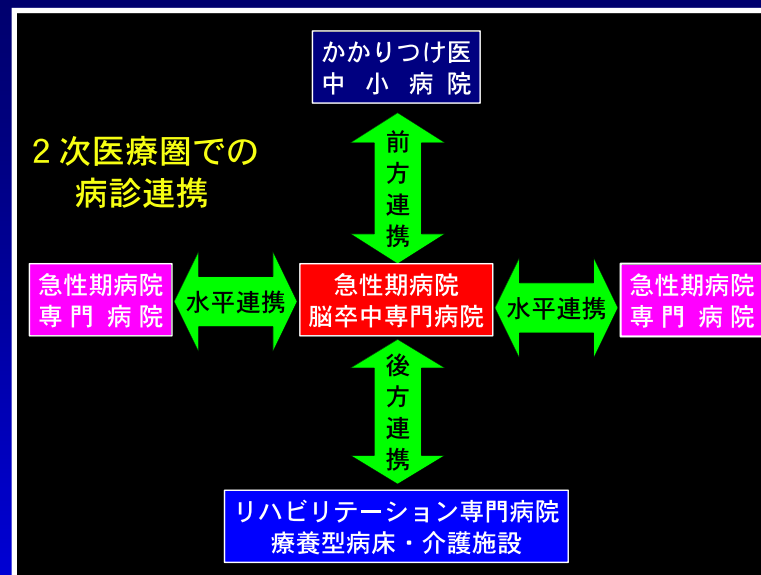 かかりつけ医
中小病院
2次医療圏での
病診連携
前方連携
急性期病院
専門病院
水平連携
急性期病院
脳卒中専門病院
水平連携
急性期病院
専門病院
後方連携
リハビリテーション専門病院
療養型病床・介護施設